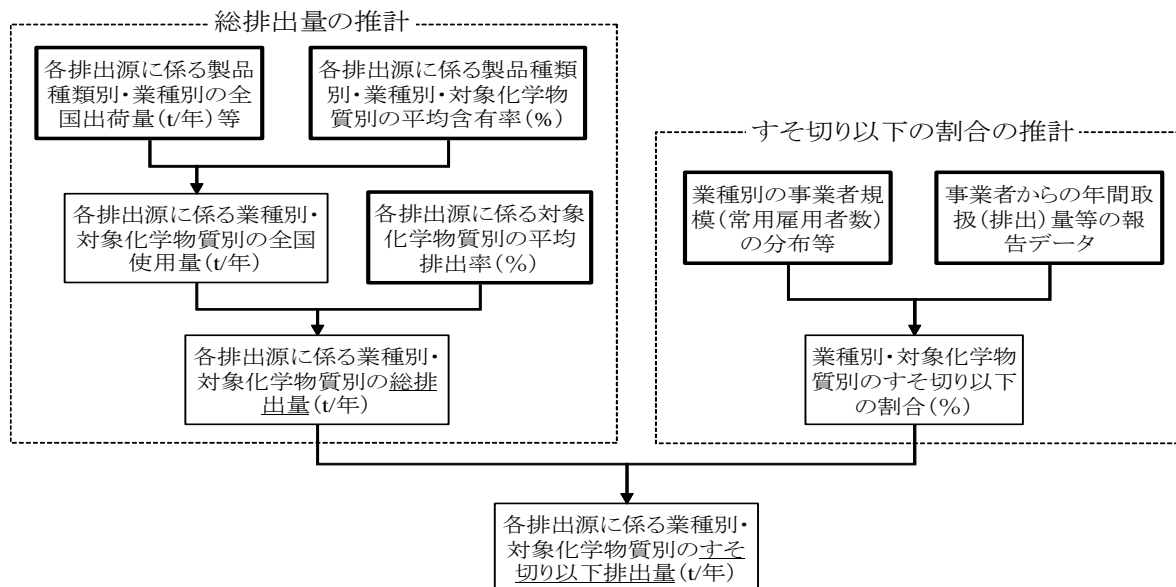 総排出量の推計
各排出源に係る製品
種類別・業種別の全
国出荷量(t/年)等
各排出源に係る製品種類
別・業種別・対象化学物
質別の平均含有率(%)
各排出源に係る業種別・
対象化学物質別の全国
使用量(t/年)
各排出源に係る対象
化学物質別の平均
排出率(%)
各排出源に係る業種別・
対象化学物質別の総排
出量(t/年)
すそ切り以下の割合の推計
業種別の事業者規
模(常用雇用者数)
の分布等
事業者からの年間取
扱(排出)量等の報
告データ
業種別・対象化学物
質別のすそ切り以下
の割合(%)
各排出源に係る業種別・
対象化学物質別のすそ
切り以下排出量(t/年)